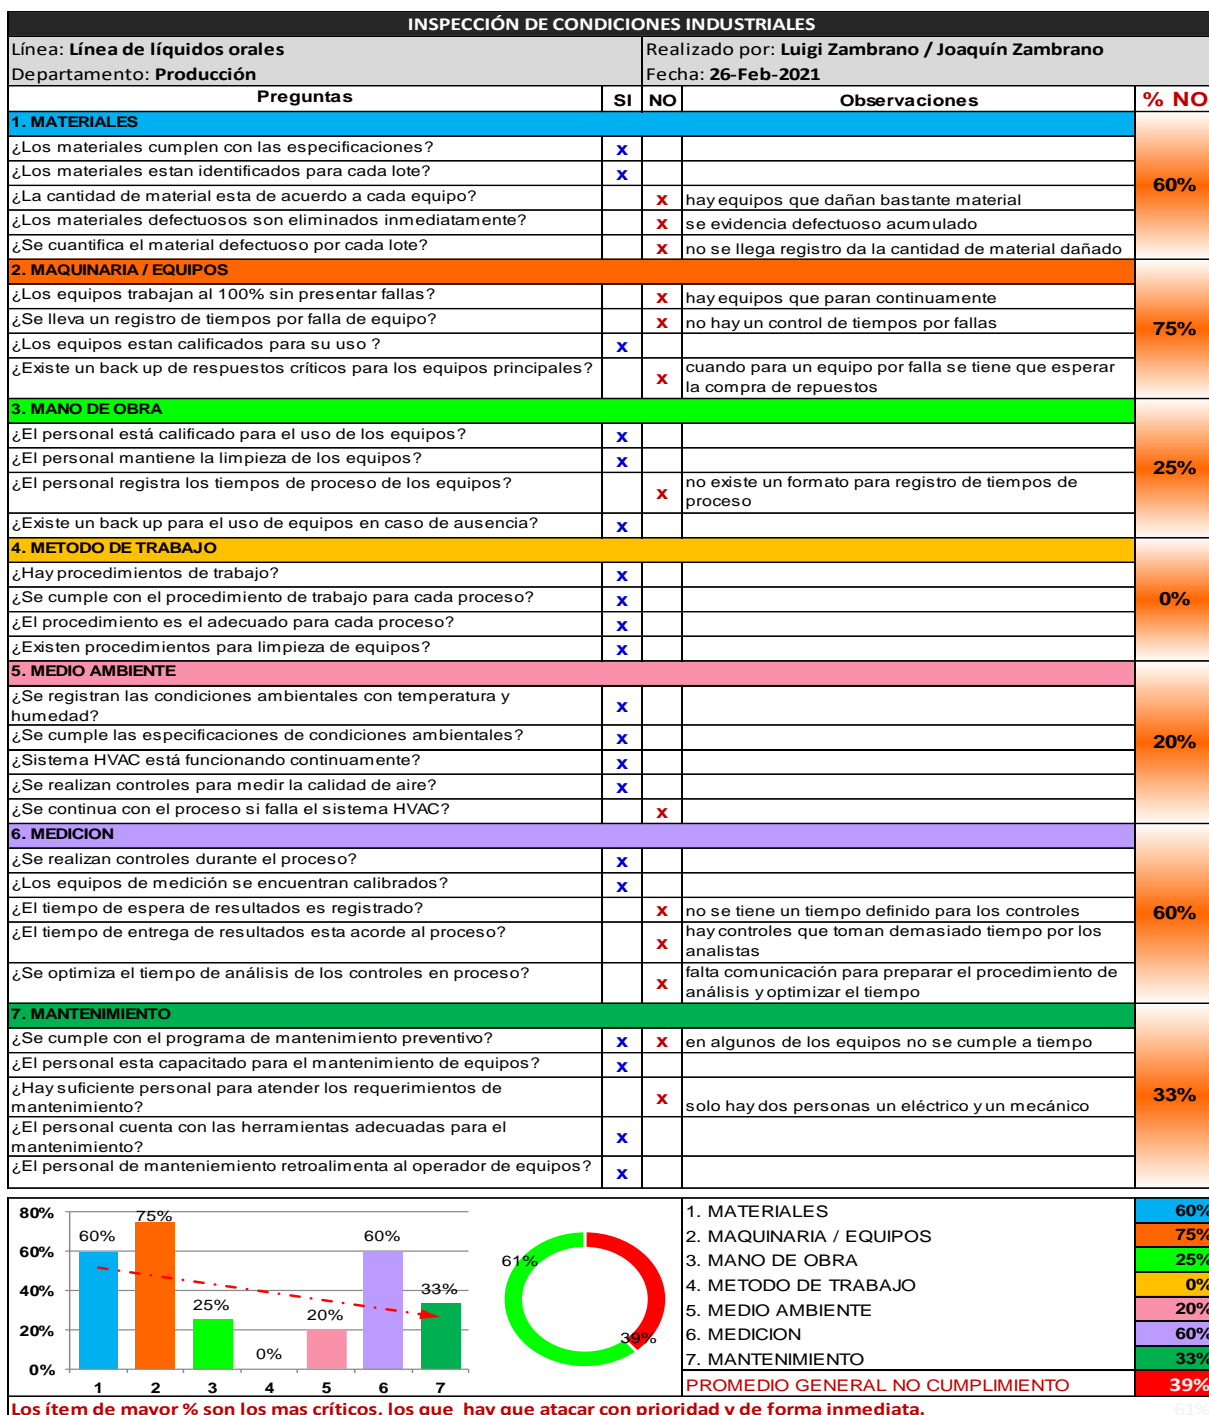 INSPECCIÓN DE CONDICIONES INDUSTRIALES
Línea: Línea de líquidos orales Realizado por: Luigi Zambrano / Joaquín Zambrano
Departamento: Producción Fecha: 26-Feb-2021
Preguntas SI NO Observaciones % NO
1. MATERIALES
¿Los materiales cumplen con las especificaciones? x
¿Los materiales estan identificados para cada lote? x
¿La cantidad de material esta de acuerdo a cada equipo? x hay equipos que dañan bastante material
60%
¿Los materiales defectuosos son eliminados inmediatamente? x se evidencia defectuoso acumulado
¿Se cuantifica el material defectuoso por cada lote? x no se llega registro da la cantidad de material dañado
2. MAQUINARIA / EQUIPOS
¿Los equipos trabajan al 100% sin presentar fallas? x hay equipos que paran continuamente
¿Se lleva un registro de tiempos por falla de equipo? x no hay un control de tiempos por fallas
75%
¿Los equipos estan calificados para su uso ? x
¿Existe un back up de respuestos críticos para los equipos principales? x cuando para un equipo por falla se tiene que esperar
la compra de repuestos
3. MANO DE OBRA
¿El personal está calificado para el uso de los equipos? x
¿El personal mantiene la limpieza de los equipos? x
25%
¿El personal registra los tiempos de proceso de los equipos? x no existe un formato para registro de tiempos de
proceso
¿Existe un back up para el uso de equipos en caso de ausencia? x
4. METODO DE TRABAJO
¿Hay procedimientos de trabajo? x
¿Se cumple con el procedimiento de trabajo para cada proceso? x
0%
¿El procedimiento es el adecuado para cada proceso? x
¿Existen procedimientos para limpieza de equipos? x
5. MEDIO AMBIENTE
¿Se registran las condiciones ambientales con temperatura y
humedad? x
¿Se cumple las especificaciones de condiciones ambientales? x
20%
¿Sistema HVAC está funcionando continuamente? x
¿Se realizan controles para medir la calidad de aire? x
¿Se continua con el proceso si falla el sistema HVAC? x
6. MEDICION
¿Se realizan controles durante el proceso? x
¿Los equipos de medición se encuentran calibrados? x
¿El tiempo de espera de resultados es registrado? x no se tiene un tiempo definido para los controles
60%
¿El tiempo de entrega de resultados esta acorde al proceso? x hay controles que toman demasiado tiempo por los
analistas
¿Se optimiza el tiempo de análisis de los controles en proceso? x falta comunicación para preparar el procedimiento de
análisis y optimizar el tiempo
7. MANTENIMIENTO
¿Se cumple con el programa de mantenimiento preventivo? x x en algunos de los equipos no se cumple a tiempo
¿El personal esta capacitado para el mantenimiento de equipos? x
¿Hay suficiente personal para atender los requerimientos de
mantenimiento? x solo hay dos personas un eléctrico y un mecánico
33%
¿El personal cuenta con las herramientas adecuadas para el
mantenimiento? x
¿El personal de manteniemiento retroalimenta al operador de equipos? x
80%
60%
40%
20%
0%
60%
75%
25%
0%
20%
60%
33%
1 2 3 4 5 6 7
61%
39%
1. MATERIALES 60%
2. MAQUINARIA / EQUIPOS 75%
3. MANO DE OBRA 25%
4. METODO DE TRABAJO 0%
5. MEDIO AMBIENTE 20%
6. MEDICION 60%
7. MANTENIMIENTO 33%
PROMEDIO GENERAL NO CUMPLIMIENTO 39%
Los ítem de mayor % son los mas críticos, los que hay que atacar con prioridad y de forma inmediata. 61%